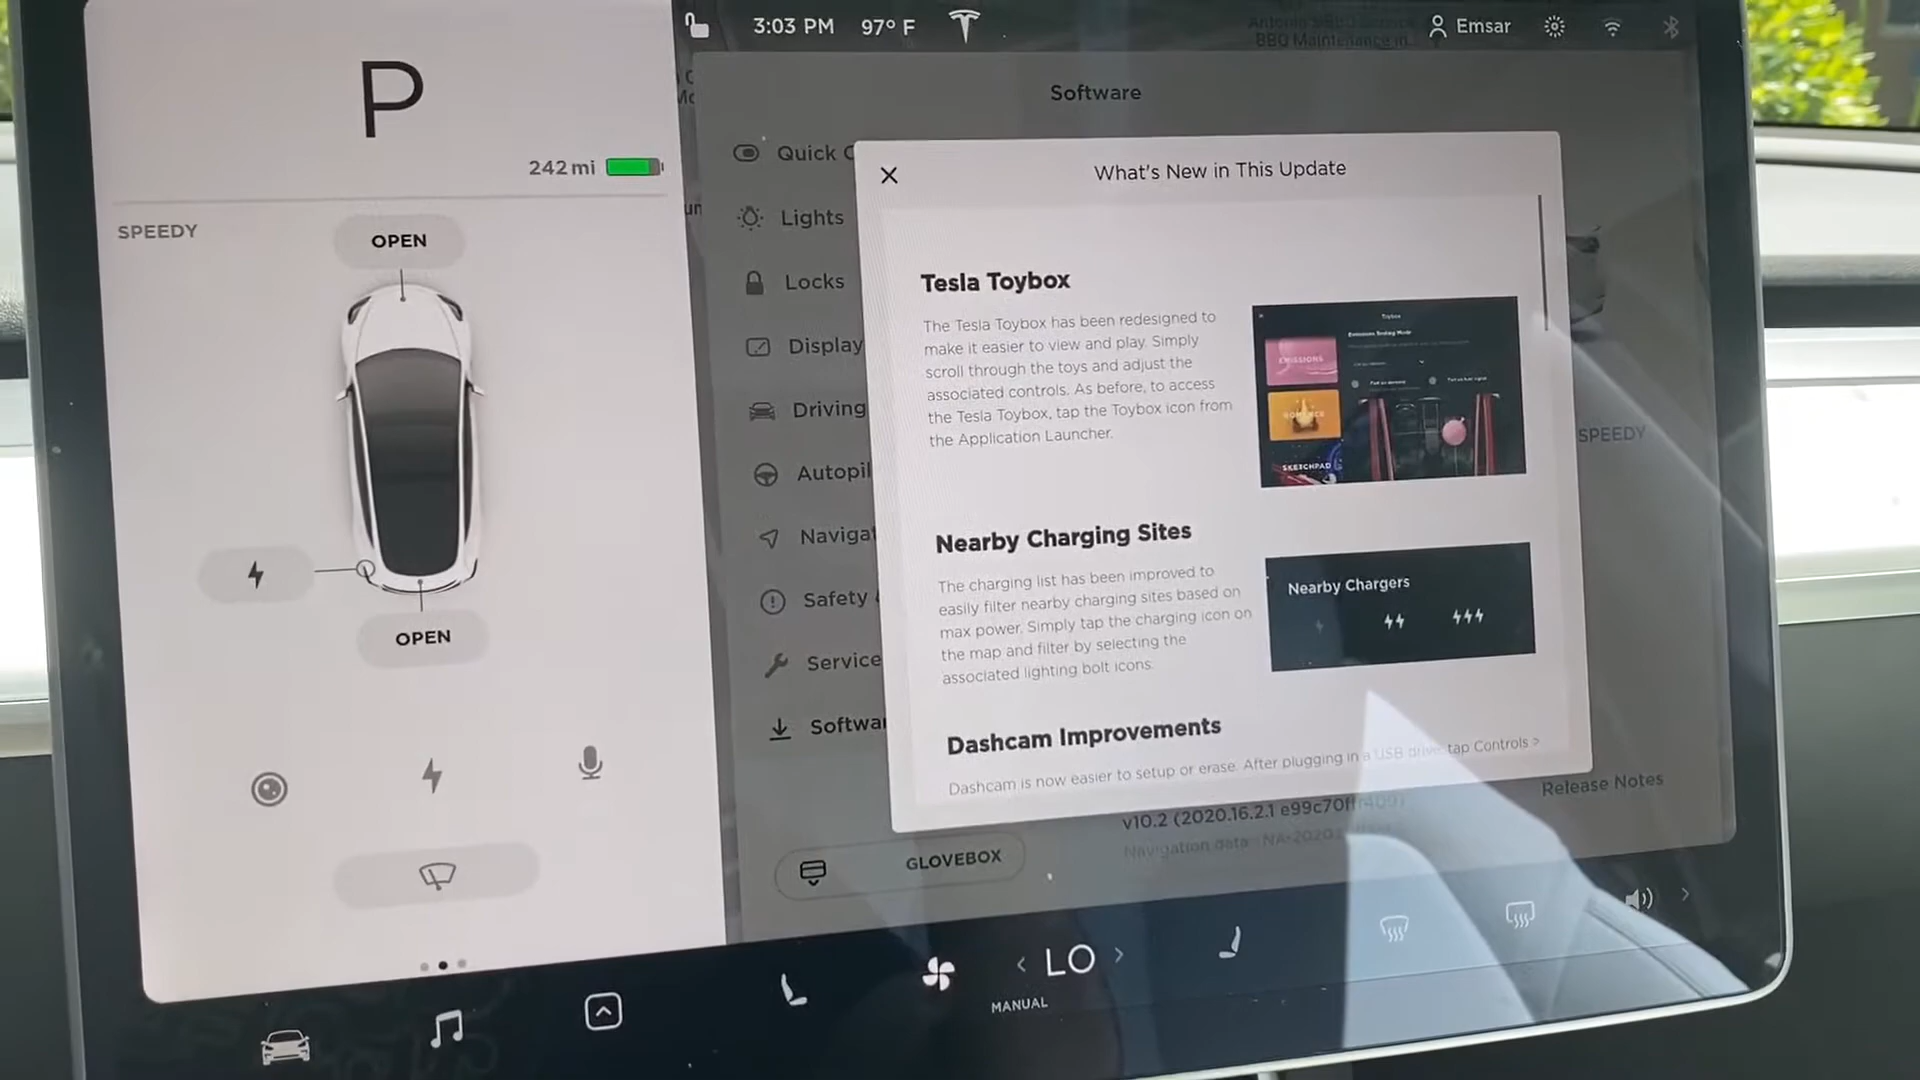 3:03 PM 97° F
Emsar
BBQ Maintenance in...
P
242 mi
SPEEDY
OPEN
OPEN
Software
Quick C
Lights
Locks
Display
Driving
Autopil
Navigat
Safety
Service
Softwar
What's New in This Update
Tesla Toybox
The Tesla Toybox has been redesigned to
make it easier to view and play. Simply
scroll through the toys and adjust the
associated controls. As before, to access
the Tesla Toybox, tap the Toybox icon from
the Application Launcher.
Toybox
Emissions Testing Mode
EMISSIONS
ROMANCE
SKETCHPAD
Nearby Charging Sites
The charging list has been improved to
easily filter nearby charging sites based on
max power. Simply tap the charging icon on
the map and filter by selecting the
associated lighting bolt icons.
Nearby Chargers
Dashcam Improvements
Dashcam is now easier to setup or erase. After plugging in a USB drive tap Controls >
SPEEDY
Release Notes
v10.2 (2020.16.2.1
Navigation data NA-2020
GLOVEBOX
LO
MANUAL